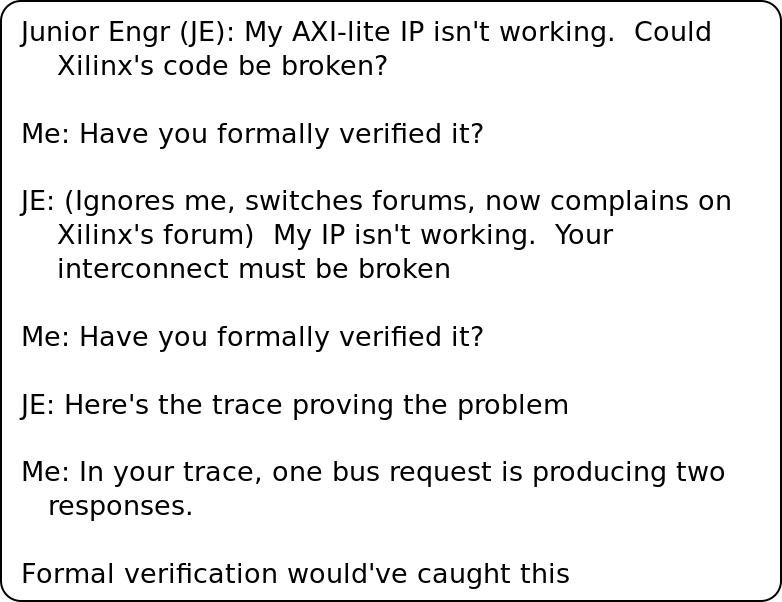 Junior Engr (JE): My AXI-lite IP isn't working.  Could
Xilinx's code be broken?
Me: Have you formally verified it?
JE: (Ignores me, switches forums, now complains on
Xilinx's forum)  My IP isn't working.  Your
interconnect must be broken
Me: Have you formally verified it?
JE: Here's the trace proving the problem
Me: In your trace, one bus request is producing two
responses.
Formal verification would've caught this